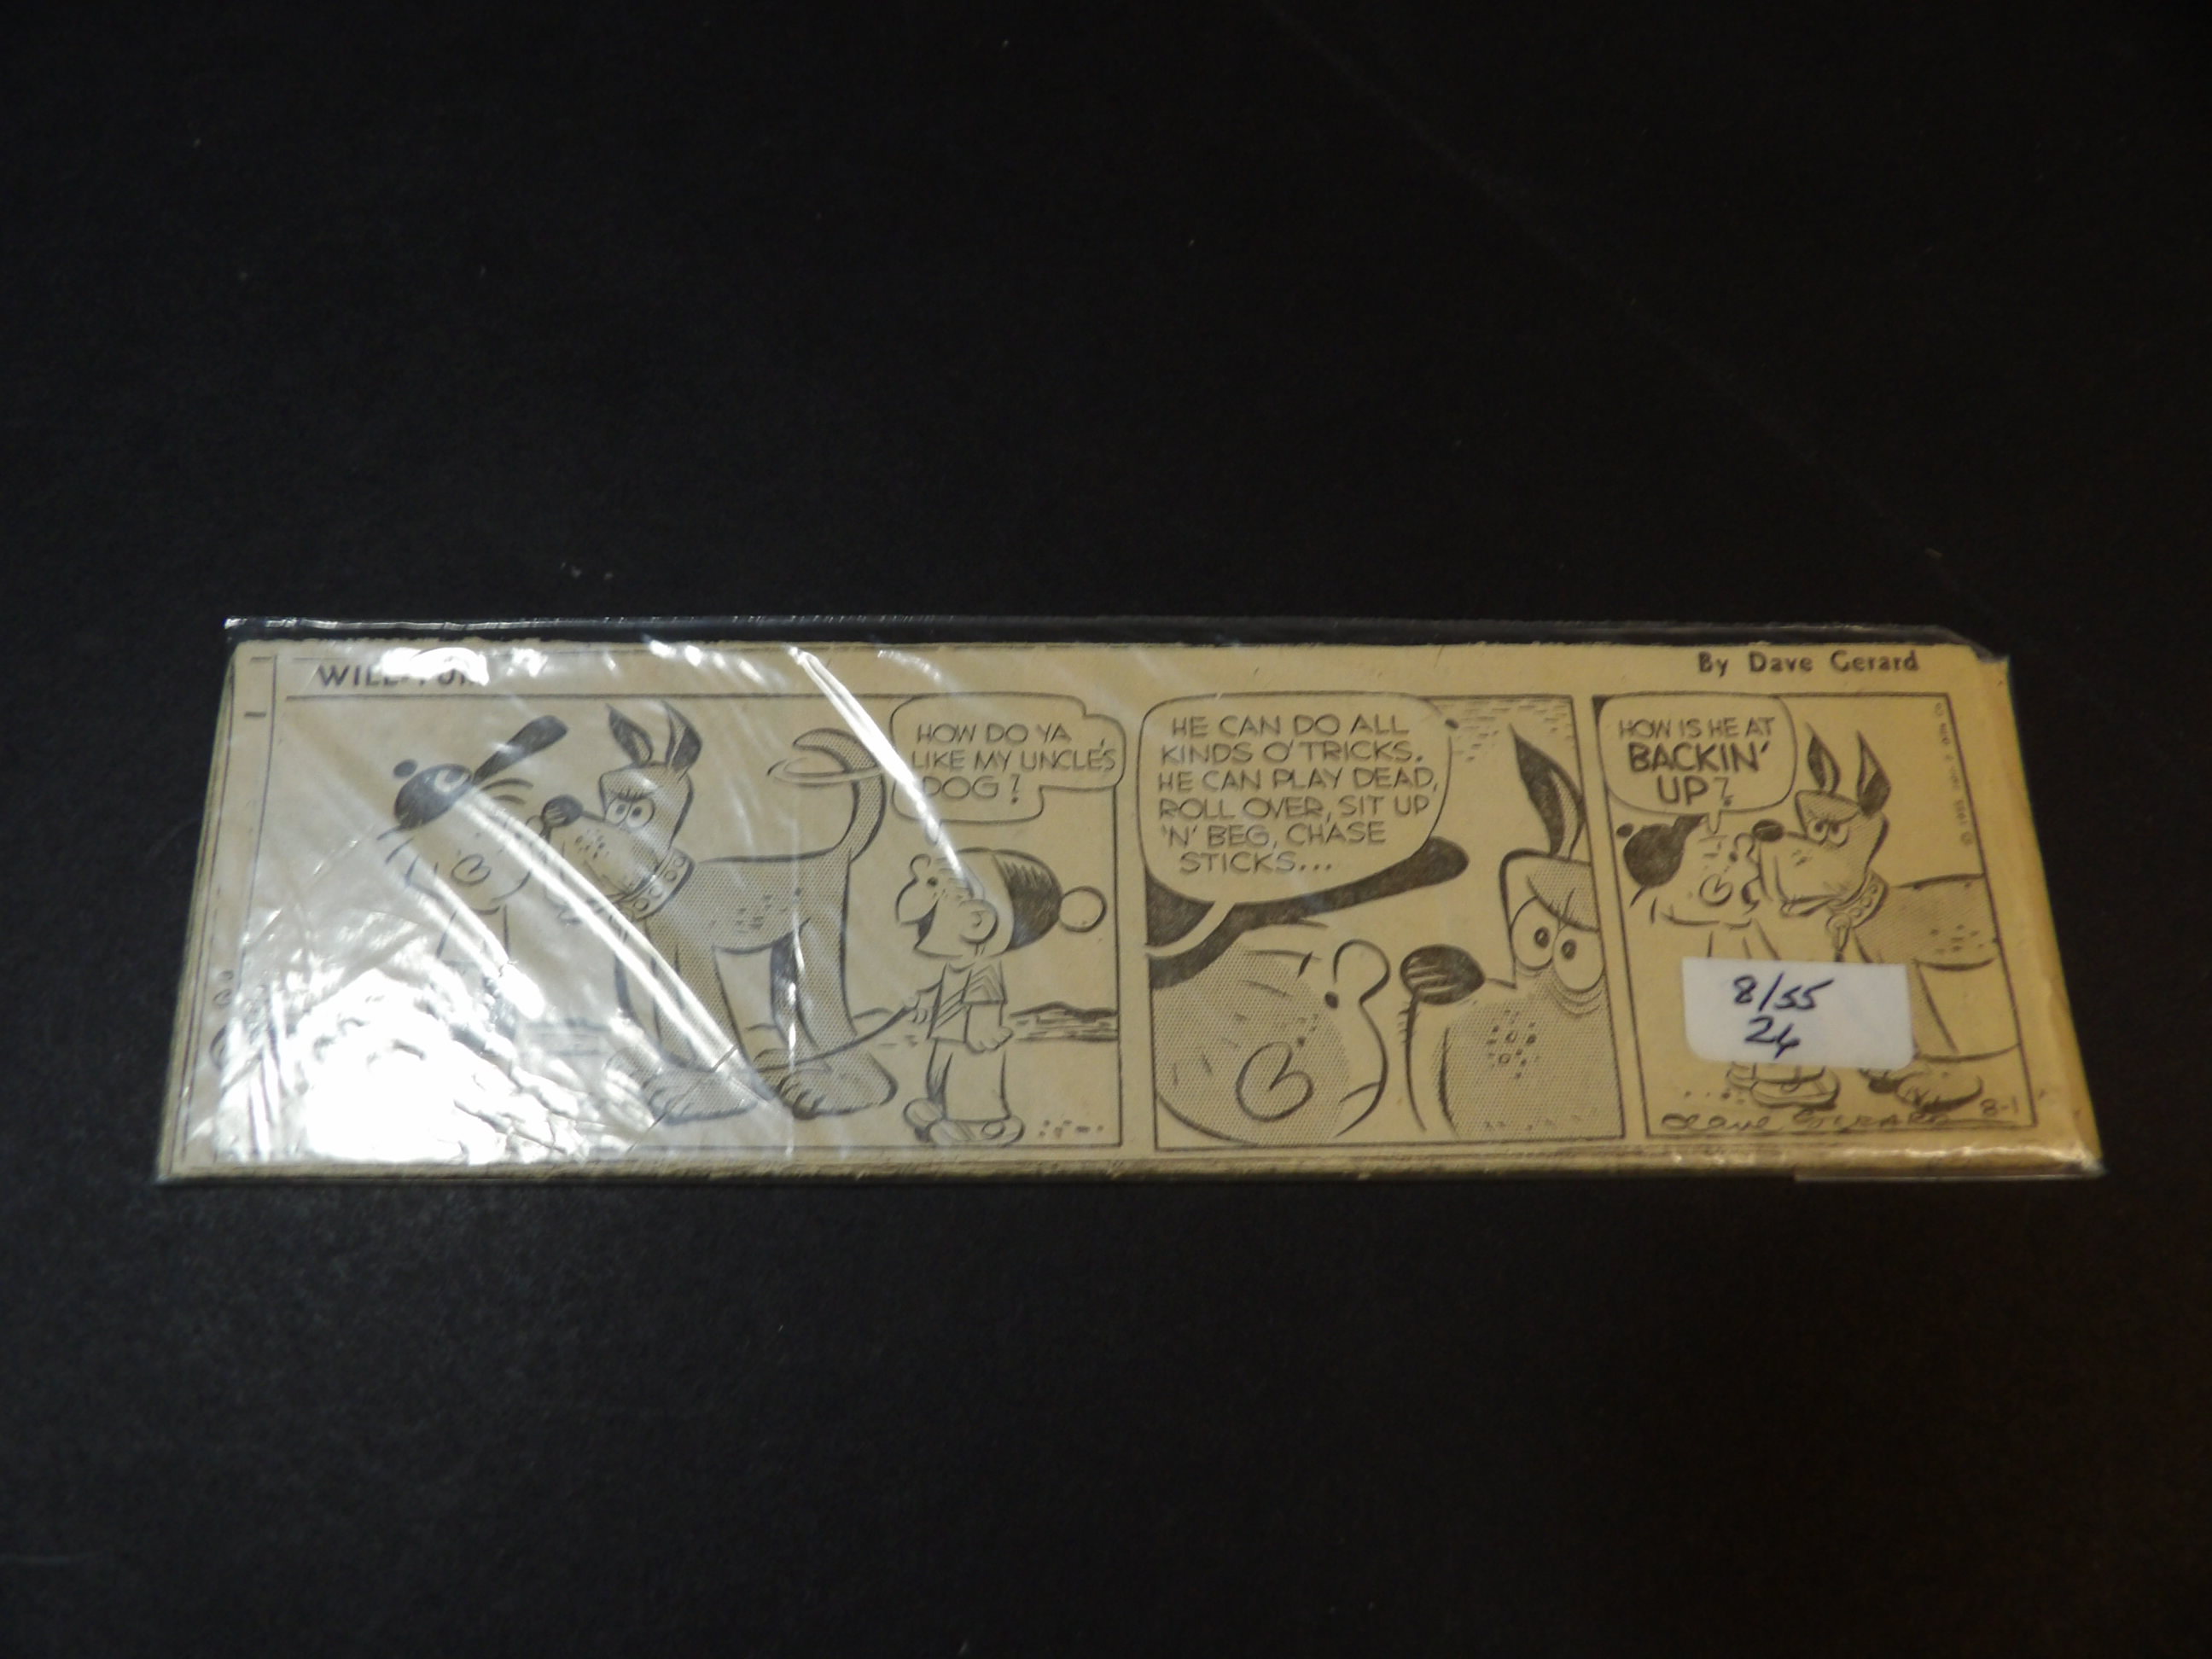 By Dave Gerard
HOW DO YA
LIKE MY UNCLE'S
DOG?
HE CAN DO ALL
KINDS O' TRICKS.
HE CAN PLAY DEAD,
ROLL OVER, SIT UP
'N' BEG, CHASE
STICKS...
HOW IS HE AT
BACKIN'
UP?
8/55
24
8-1
Dave Gerard